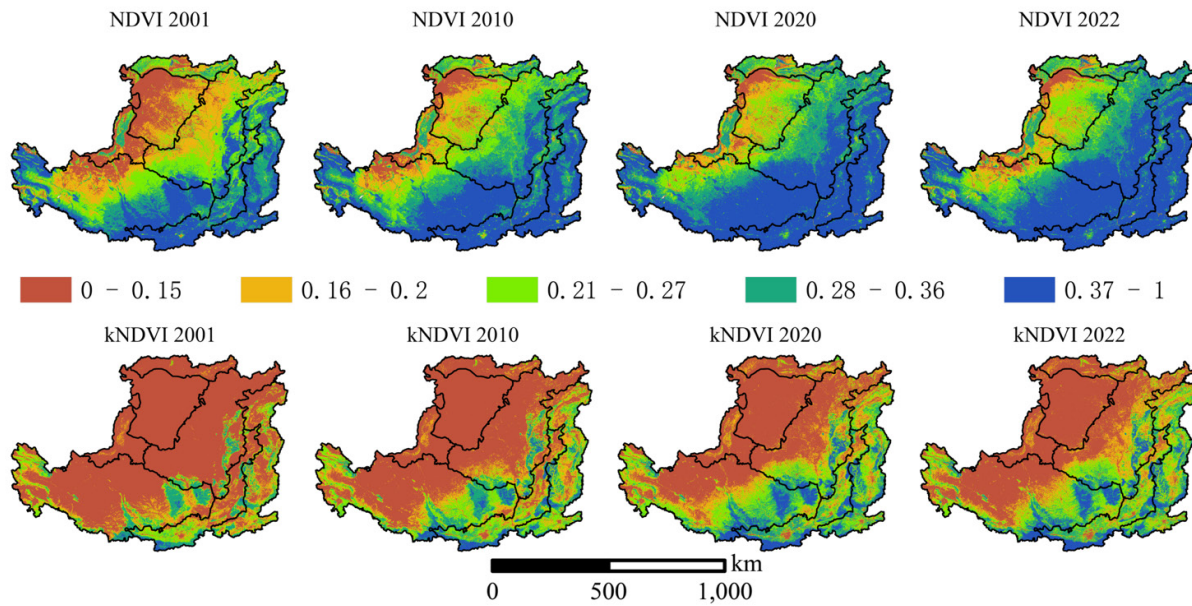 NDVI 2001 NDVI 2010 NDVI 2020 NDVI 2022
0 - 0.15 0.16 - 0.2 0.21 - 0.27 0.28 - 0.36 0.37 - 1
kNDVI 2001 kNDVI 2010 kNDVI 2020 kNDVI 2022
km
0 500 1,000